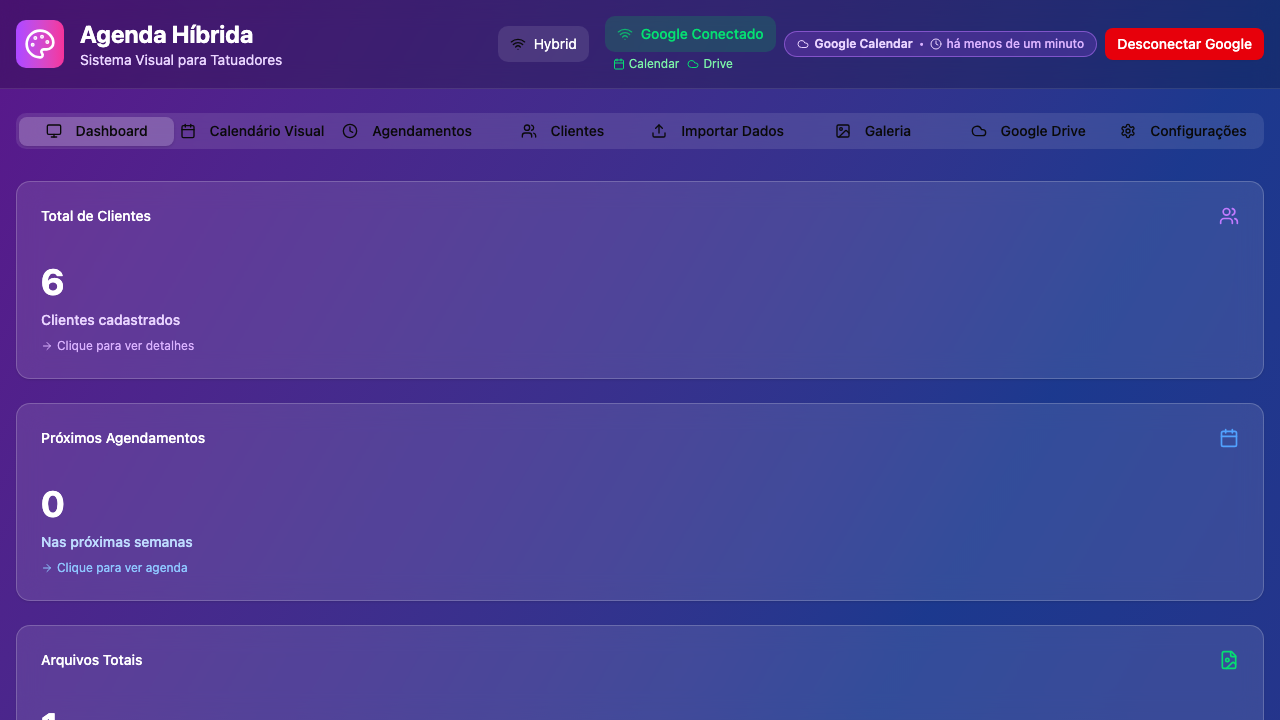 Agenda Híbrida
Sistema Visual para Tatuadores
Hybrid
Google Conectado
Calendar Drive
Google Calendar • há menos de um minuto
Desconectar Google
Dashboard Calendário Visual Agendamentos Clientes Importar Dados Galeria Google Drive Configurações
Total de Clientes
6
Clientes cadastrados
Clique para ver detalhes
Próximos Agendamentos
0
Nas próximas semanas
Clique para ver agenda
Arquivos Totais